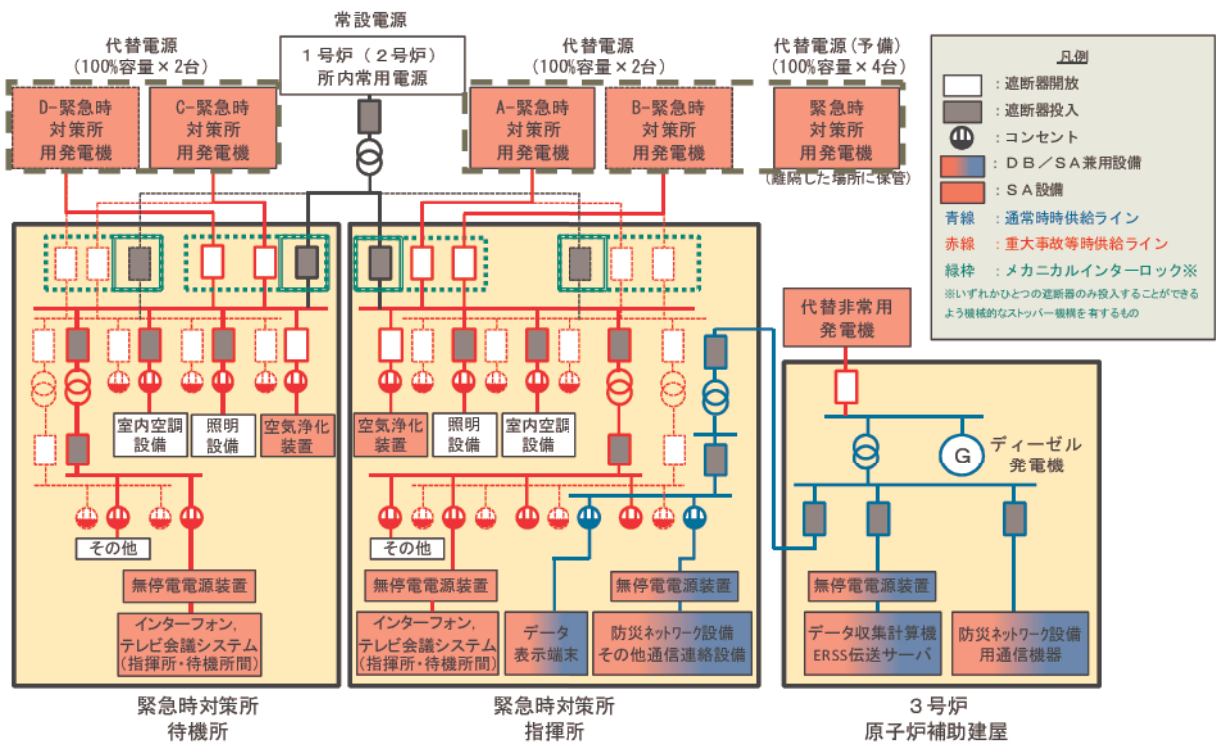 常設電源
1号炉(2号炉)
所内常用電源
代替電源
(100%容量×2台)
代替電源
(100%容量×2台)
代替電源(予備)
(100%容量×4台)
D-緊急時
対策所
用発電機
C-緊急時
対策所
用発電機
A-緊急時
対策所
用発電機
B-緊急時
対策所
用発電機
緊急時
対策所
用発電機
(離隔した場所に保管)
凡例
:遮断器開放
:遮断器投入
:コンセント
:DB/SA兼用設備
:SA設備
青線 :通常時時供給ライン
赤線 :重大事故等時供給ライン
緑枠 :メカニカルインターロック※
※いずれかひとつの遮断器のみ投入することができる
よう機械的なストッパー機構を有するもの
室内空調
設備
照明
設備
空気浄化
装置
その他
無停電電源装置
インターフォン,
テレビ会議システム
(指揮所・待機所間)
緊急時対策所
待機所
空気浄化
装置
照明
設備
室内空調
設備
その他
無停電電源装置
インターフォン,
テレビ会議システム
(指揮所・待機所間)
データ
表示端末
無停電電源装置
防災ネットワーク設備
その他通信連絡設備
緊急時対策所
指揮所
代替非常用
発電機
G
ディーゼル
発電機
無停電電源装置
データ収集計算機
ERSS伝送サーバ
防災ネットワーク設備
用通信機器
3号炉
原子炉補助建屋